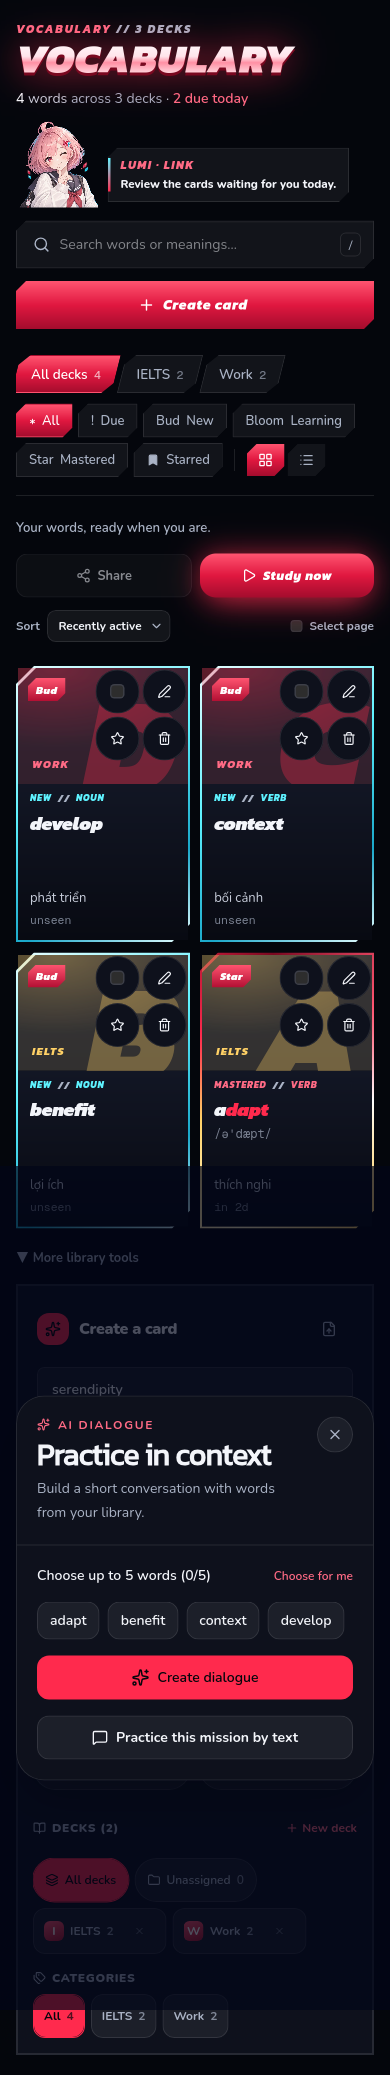 VOCABULARY // 3 DECKS
VOCABULARY
4 words across 3 decks · 2 due today
LUMI · LINK
Review the cards waiting for you today.
Search words or meanings...
/
+ Create card
All decks 4
IELTS 2
Work 2
* All
! Due
Bud New
Bloom Learning
Star Mastered
Starred
Your words, ready when you are.
Share
Study now
Sort
Recently active
Select page
Bud
WORK
NEW // NOUN
develop
phát triển
unseen
Bud
WORK
NEW // VERB
context
bối cảnh
unseen
Bud
IELTS
NEW // NOUN
benefit
lợi ích
unseen
Star
IELTS
MASTERED // VERB
adapt
/ə'dæpt/
thích nghi
in 2d
▼ More library tools
Create a card
serendipity
AI DIALOGUE
Practice in context
Build a short conversation with words
from your library.
Choose up to 5 words (0/5)
Choose for me
adapt
benefit
context
develop
Create dialogue
Practice this mission by text
DECKS (2)
+ New deck
All decks
Unassigned 0
I IELTS 2 ×
W Work 2 ×
CATEGORIES
All 4
IELTS 2
Work 2